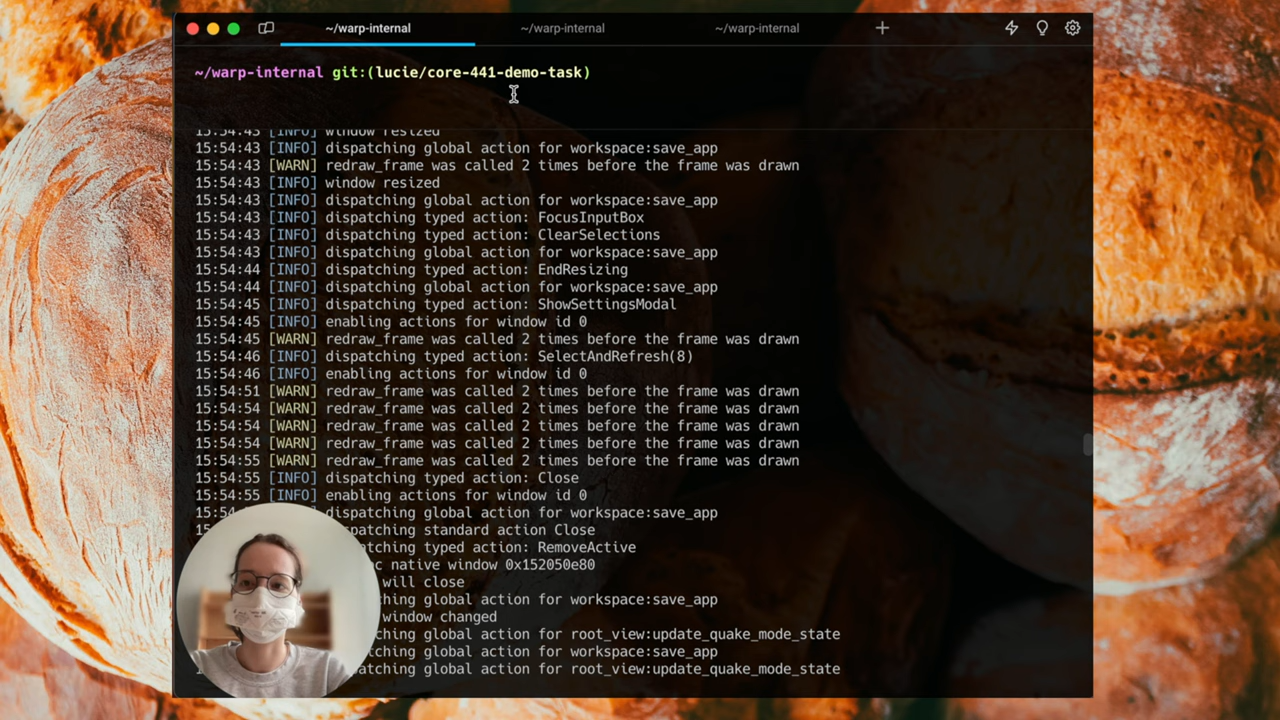 ~/warp-internal
~/warp-internal
~/warp-internal
~/warp-internal git:(lucie/core-441-demo-task)
15:54:43 [INFO] window resized
15:54:43 [INFO] dispatching global action for workspace:save_app
15:54:43 [WARN] redraw_frame was called 2 times before the frame was drawn
15:54:43 [INFO] window resized
15:54:43 [INFO] dispatching global action for workspace:save_app
15:54:43 [INFO] dispatching typed action: FocusInputBox
15:54:43 [INFO] dispatching typed action: ClearSelections
15:54:43 [INFO] dispatching global action for workspace:save_app
15:54:44 [INFO] dispatching typed action: EndResizing
15:54:44 [INFO] dispatching global action for workspace:save_app
15:54:45 [INFO] dispatching typed action: ShowSettingsModal
15:54:45 [INFO] enabling actions for window id 0
15:54:45 [WARN] redraw_frame was called 2 times before the frame was drawn
15:54:46 [INFO] dispatching typed action: SelectAndRefresh(8)
15:54:46 [INFO] enabling actions for window id 0
15:54:51 [WARN] redraw_frame was called 2 times before the frame was drawn
15:54:54 [WARN] redraw_frame was called 2 times before the frame was drawn
15:54:54 [WARN] redraw_frame was called 2 times before the frame was drawn
15:54:54 [WARN] redraw_frame was called 2 times before the frame was drawn
15:54:55 [WARN] redraw_frame was called 2 times before the frame was drawn
15:54:55 [INFO] dispatching typed action: Close
15:54:55 [INFO] enabling actions for window id 0
patching global action for workspace:save_app
patching standard action Close
atching typed action: RemoveActive
c native window 0x152050e80
will close
ching global action for workspace:save_app
window changed
ching global action for root_view:update_quake_mode_state
tching global action for workspace:save_app
patching global action for root_view:update_quake_mode_state